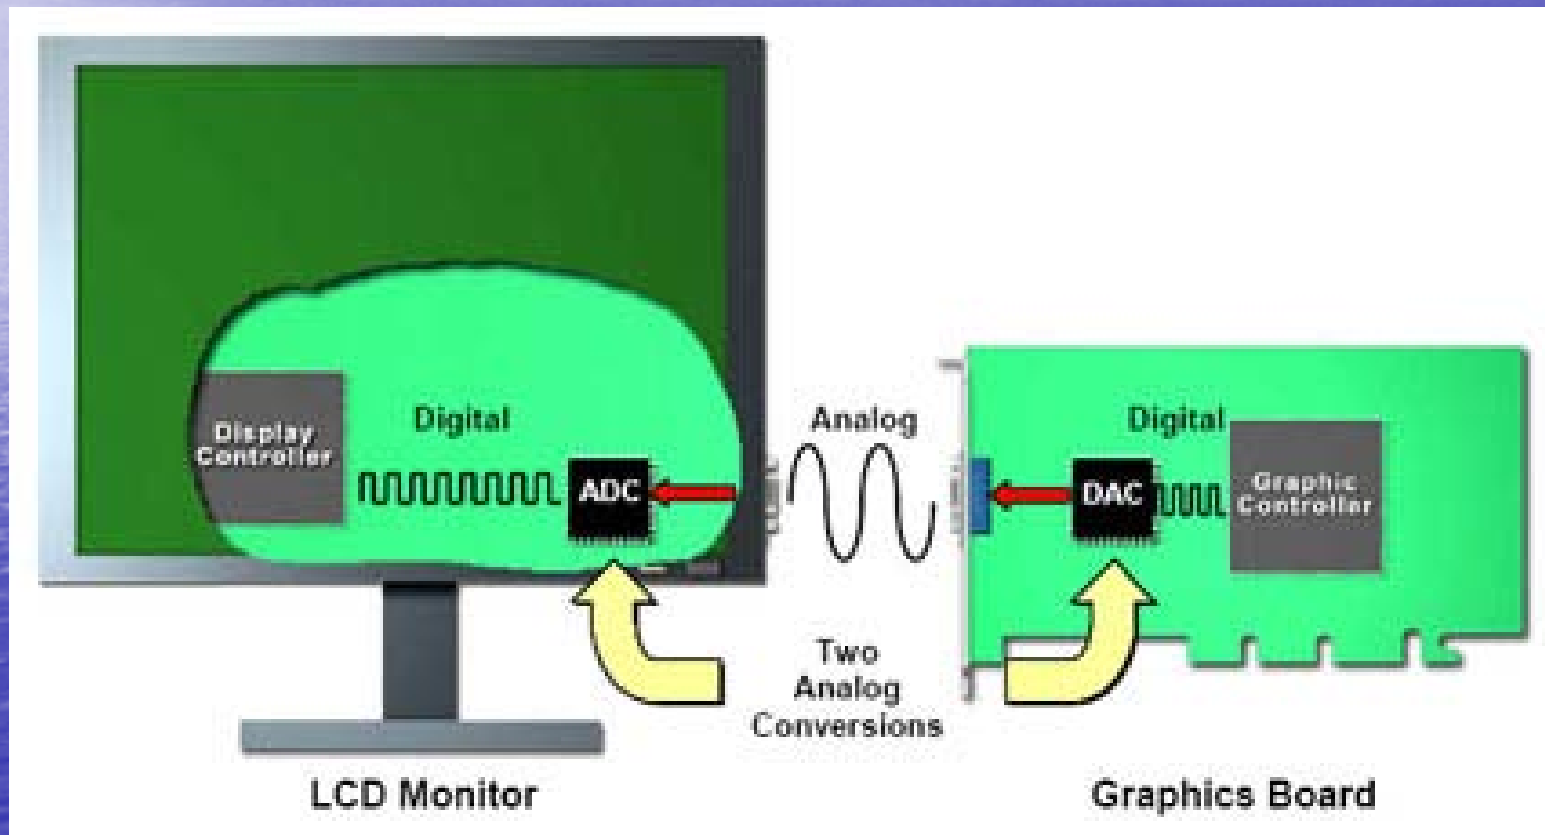 Display
Controller
Digital
ADC
Analog
Digital
DAC
Graphic
Controller
Two
Analog
Conversions
LCD Monitor
Graphics Board